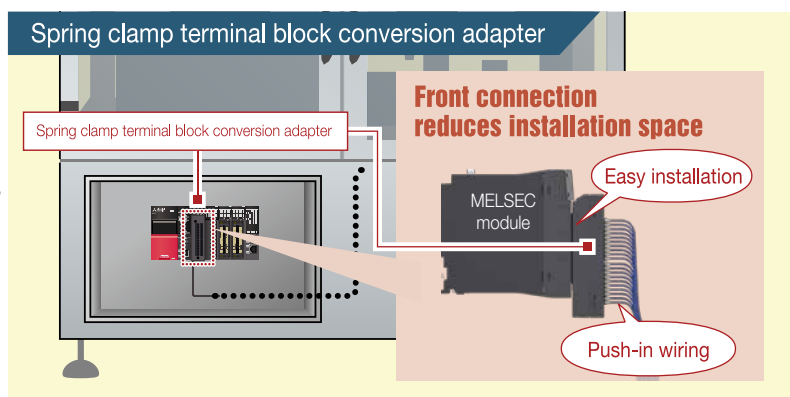 Spring clamp terminal block conversion adapter
Front connection
reduces installation space
Spring clamp terminal block conversion adapter
Easy installation
MELSEC
module
Push-in wiring